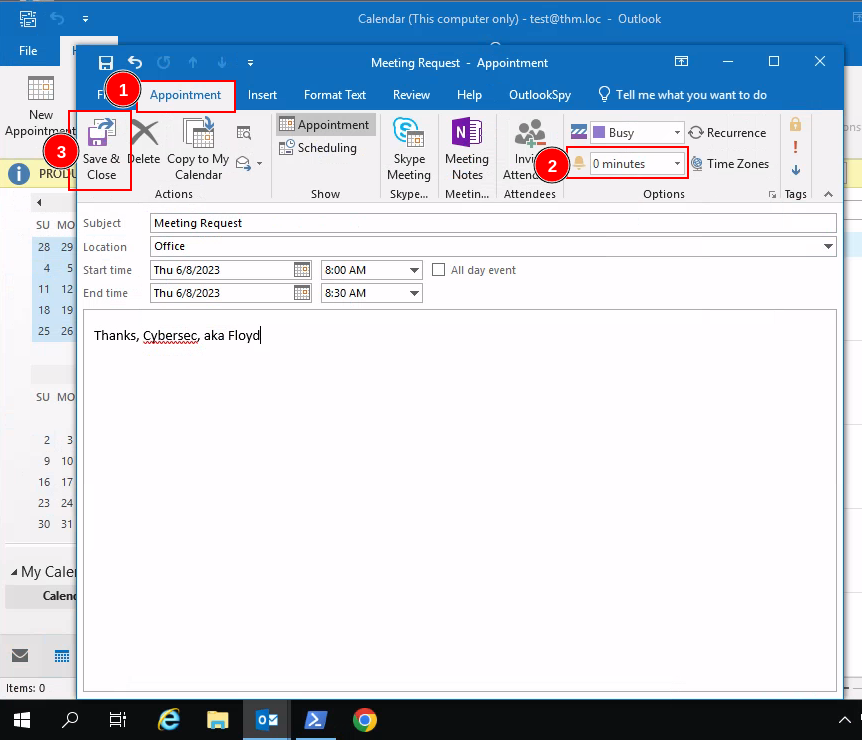 Calendar (This computer only) - test@thm.loc - Outlook
File
Meeting Request - Appointment
1
Appointment
Insert
Format Text
Review
Help
OutlookSpy
Tell me what you want to do
New
3
Save &
Close
Delete
Copy to My
Calendar
Actions
Appointment
Scheduling
Show
Skype
Meeting
Skype...
Meeting
Notes
Meetin...
2
Attendees
Busy
0 minutes
Recurrence
Time Zones
Options
Tags
SU MO
28 29
4 5
11 12
18 19
25 26
SU MO
2 3
9 10
16 17
23 24
30 31
Subject
Meeting Request
Location
Office
Start time
Thu 6/8/2023
8:00 AM
All day event
End time
Thu 6/8/2023
8:30 AM
Thanks, Cybersec, aka Floyd
My Calen
Calend
Items: 0